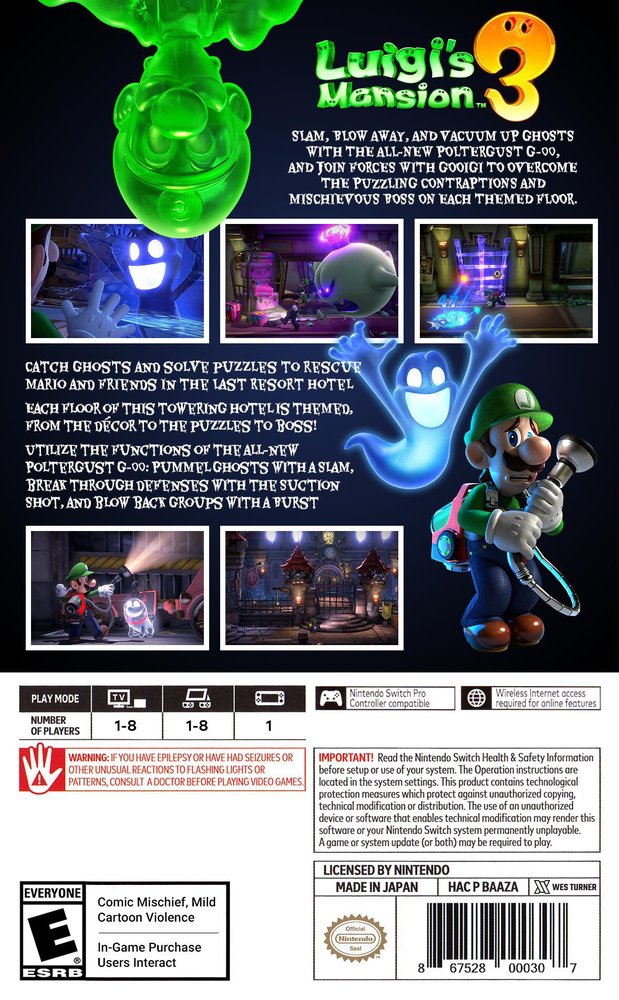 Luigi's
Mansion™ 3
SLAM, BLOW AWAY, AND VACUUM UP GHOSTS
WITH THE ALL-NEW POLTERGUST G-00,
AND JOIN FORCES WITH GOOIGI TO OVERCOME
THE PUZZLING CONTRAPTIONS AND
MISCHIEVOUS BOSS ON EACH THEMED FLOOR.
CATCH GHOSTS AND SOLVE PUZZLES TO RESCUE
MARIO AND FRIENDS IN THE LAST RESORT HOTEL
EACH FLOOR OF THIS TOWERING HOTEL IS THEMED,
FROM THE DÉCOR TO THE PUZZLES TO BOSS!
UTILIZE THE FUNCTIONS OF THE ALL-NEW
POLTERGUST G-00: PUMMEL GHOSTS WITH A SLAM,
BREAK THROUGH DEFENSES WITH THE SUCTION
SHOT, AND BLOW BACK GROUPS WITH A BURST
L
PLAY MODE
TV
NUMBER
OF PLAYERS
1-8
1-8
1
Nintendo Switch Pro
Controller compatible
Wireless Internet access
required for online features
WARNING: IF YOU HAVE EPILEPSY OR HAVE HAD SEIZURES OR
OTHER UNUSUAL REACTIONS TO FLASHING LIGHTS OR
PATTERNS, CONSULT A DOCTOR BEFORE PLAYING VIDEO GAMES.
IMPORTANT! Read the Nintendo Switch Health & Safety Information
before setup or use of your system. The Operation instructions are
located in the system settings. This product contains technological
protection measures which protect against unauthorized copying,
technical modification or distribution. The use of an unauthorized
device or software that enables technical modification may render this
software or your Nintendo Switch system permanently unplayable.
A game or system update (or both) may be required to play.
LICENSED BY NINTENDO
MADE IN JAPAN
HAC P BAAZA
WES TURNER
EVERYONE
E
ESRB
Comic Mischief, Mild
Cartoon Violence
In-Game Purchase
Users Interact
Official
Nintendo
Seal
8 67528 00030 7